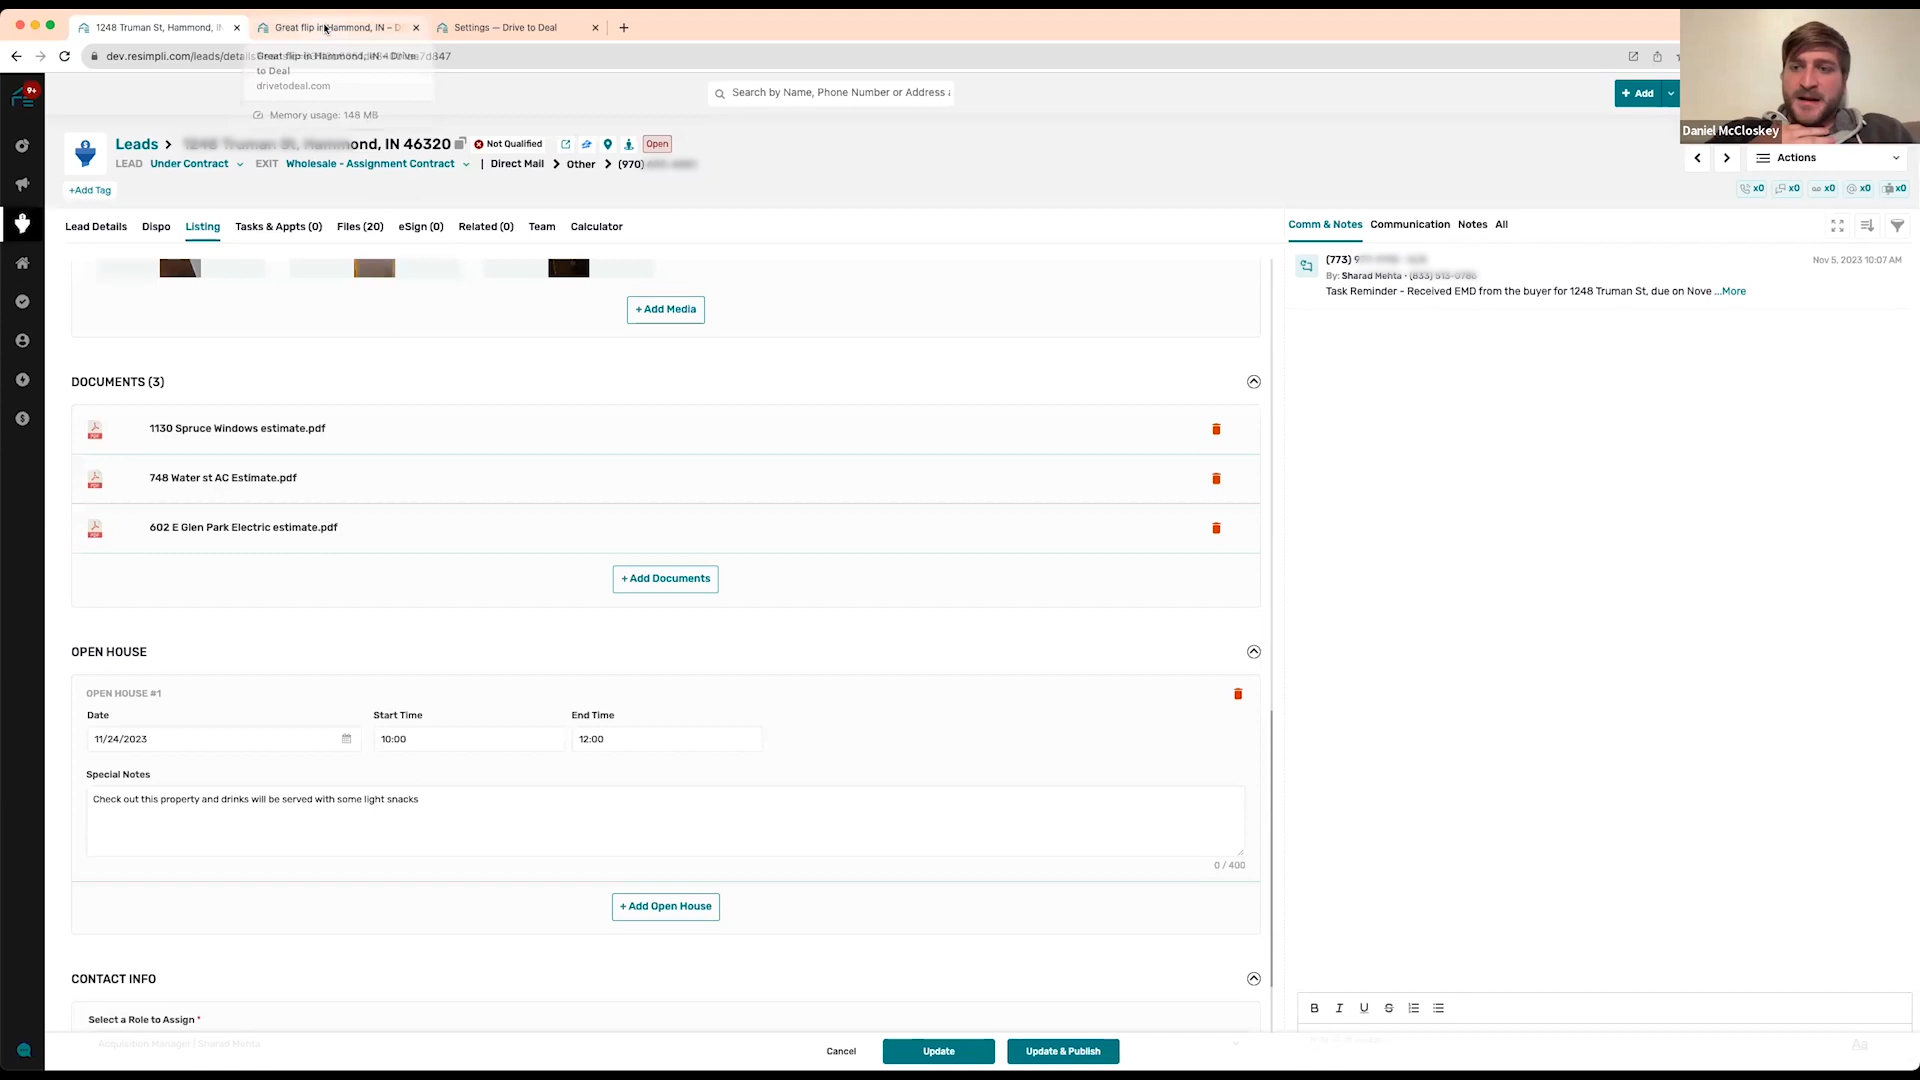 1248 Truman St, Hammond, IN
Great flip in Hammond, IN – D
Settings — Drive to Deal
dev.resimpli.com/leads/details
7d847
Great flip in Hammond, IN – Drive
to Deal
drivetodeal.com
Memory usage: 148 MB
9+
Search by Name, Phone Number or Address
+ Add
Daniel McCloskey
Leads > 1248 Truman St, Hammond, IN 46320
Not Qualified
Open
LEAD Under Contract
EXIT Wholesale - Assignment Contract
| Direct Mail > Other > (970)
Actions
x0 x0 x0 x0 x0
+Add Tag
Lead Details
Dispo
Listing
Tasks & Appts (0)
Files (20)
eSign (0)
Related (0)
Team
Calculator
Comm & Notes
Communication
Notes
All
(773)
Nov 5, 2023 10:07 AM
By: Sharad Mehta • (833) 513-0786
Task Reminder - Received EMD from the buyer for 1248 Truman St, due on Nove ...More
+ Add Media
DOCUMENTS (3)
1130 Spruce Windows estimate.pdf
748 Water st AC Estimate.pdf
602 E Glen Park Electric estimate.pdf
+ Add Documents
OPEN HOUSE
OPEN HOUSE #1
Date
Start Time
End Time
11/24/2023
10:00
12:00
Special Notes
Check out this property and drinks will be served with some light snacks
0 / 400
+ Add Open House
CONTACT INFO
Select a Role to Assign *
Acquisition Manager | Sharad Mehta
Cancel
Update
Update & Publish
B I U S
Aa